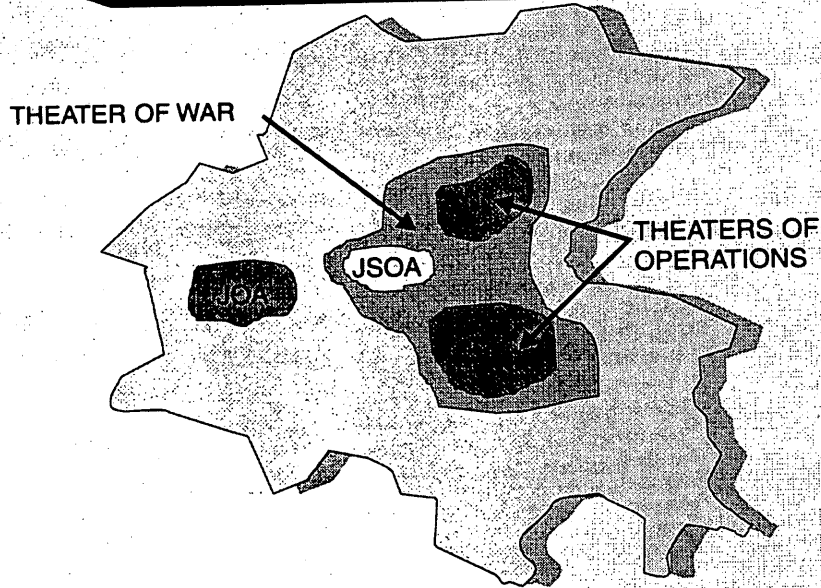 THEATER OF WAR
THEATERS OF
OPERATIONS
JSOA
JOA